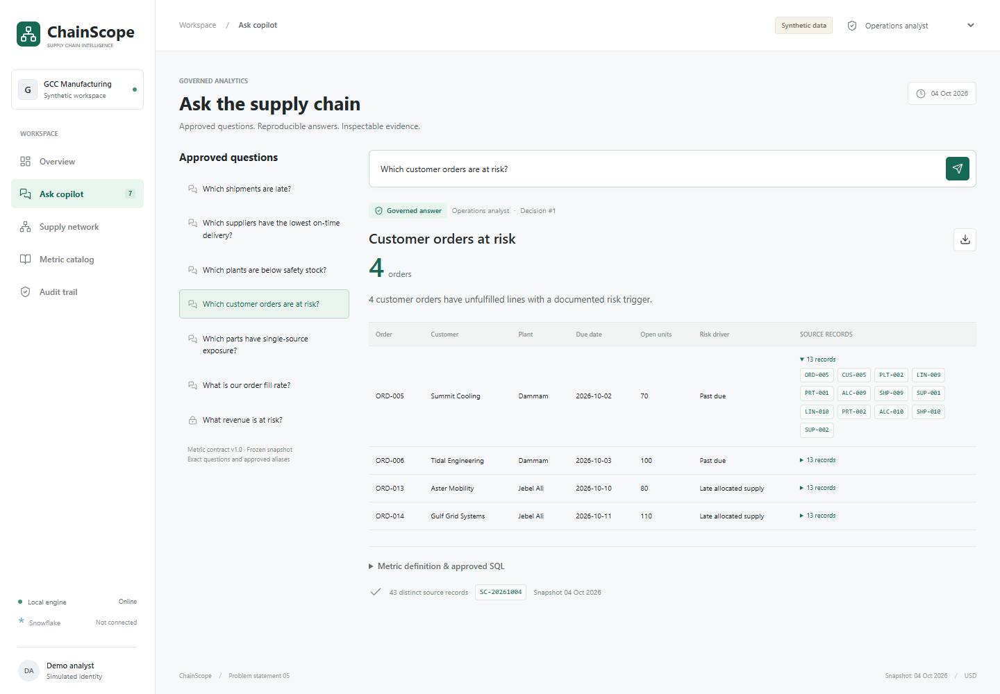 ChainScope
SUPPLY CHAIN INTELLIGENCE
G
GCC Manufacturing
Synthetic workspace
WORKSPACE
Overview
Ask copilot 7
Supply network
Metric catalog
Audit trail
Local engine Online
Snowflake Not connected
DA
Demo analyst
Simulated identity
Workspace / Ask copilot
Synthetic data
Operations analyst
GOVERNED ANALYTICS
Ask the supply chain
Approved questions. Reproducible answers. Inspectable evidence.
04 Oct 2026
Approved questions
Which shipments are late?
Which suppliers have the lowest on-time
delivery?
Which plants are below safety stock?
Which customer orders are at risk?
Which parts have single-source
exposure?
What is our order fill rate?
What revenue is at risk?
Metric contract v1.0 · Frozen snapshot
Exact questions and approved aliases
Which customer orders are at risk?
Governed answer Operations analyst · Decision #1
Customer orders at risk
4 orders
4 customer orders have unfulfilled lines with a documented risk trigger.
Order Customer Plant Due date Open units Risk driver SOURCE RECORDS
▼ 13 records
ORD-005 CUS-005 PLT-002 LIN-009
PRT-001 ALC-009 SHP-009 SUP-001
ORD-005 Summit Cooling Dammam 2026-10-02 70 Past due
LIN-010 PRT-002 ALC-010 SHP-010
SUP-002
ORD-006 Tidal Engineering Dammam 2026-10-03 100 Past due ▶ 13 records
ORD-013 Aster Mobility Jebel Ali 2026-10-10 80 Late allocated supply ▶ 13 records
ORD-014 Gulf Grid Systems Jebel Ali 2026-10-11 110 Late allocated supply ▶ 13 records
▶ Metric definition & approved SQL
43 distinct source records SC-20261004 Snapshot 04 Oct 2026
ChainScope / Problem statement 05
Snapshot: 04 Oct 2026 / USD